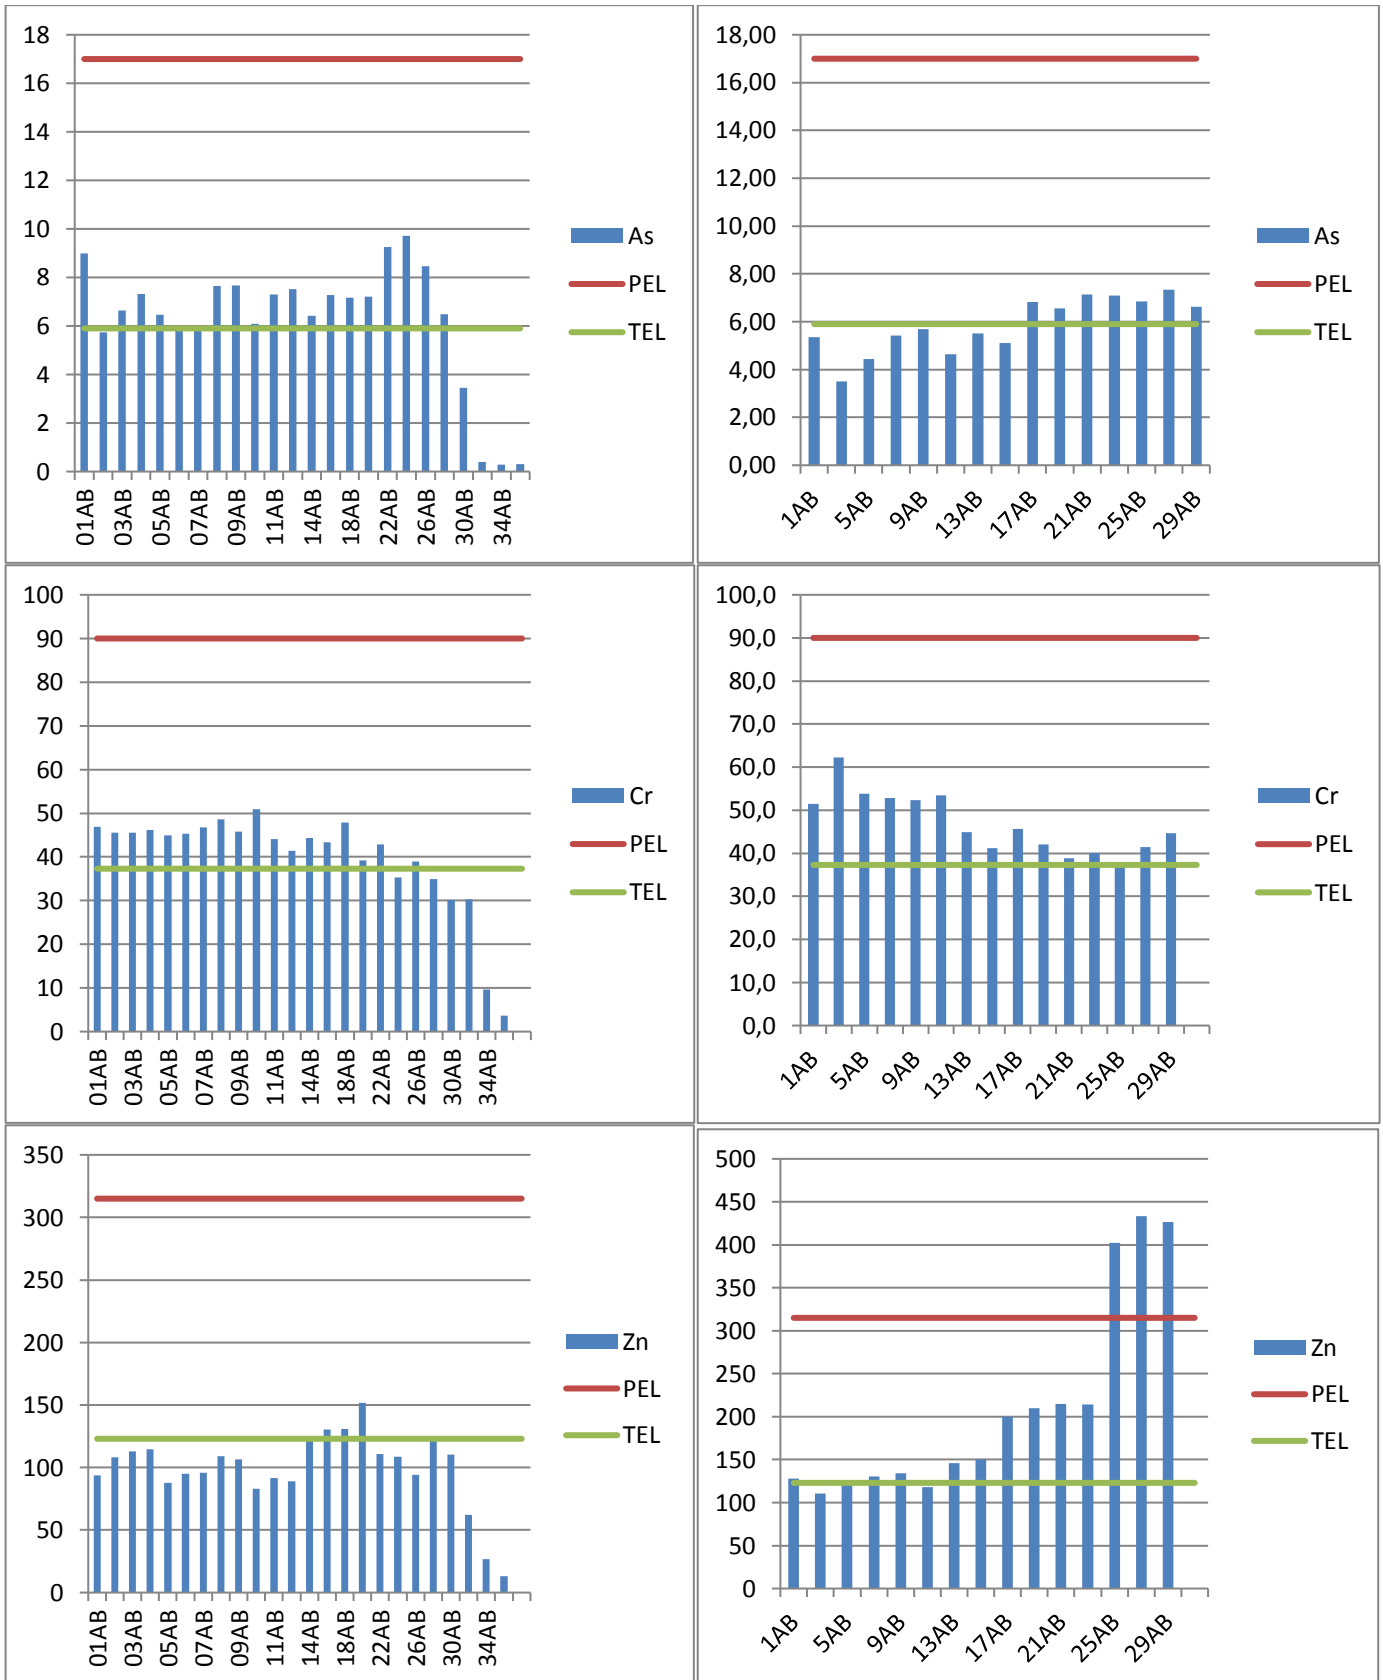 18
16
14
12
10
8
6
4
2
0
01AB 03AB 05AB 07AB 09AB 11AB 14AB 18AB 22AB 26AB 30AB 34AB
As
PEL
TEL
18,00
16,00
14,00
12,00
10,00
8,00
6,00
4,00
2,00
0,00
1AB 5AB 9AB 13AB 17AB 21AB 25AB 29AB
As
PEL
TEL
100
90
80
70
60
50
40
30
20
10
0
01AB 03AB 05AB 07AB 09AB 11AB 14AB 18AB 22AB 26AB 30AB 34AB
Cr
PEL
TEL
100,0
90,0
80,0
70,0
60,0
50,0
40,0
30,0
20,0
10,0
0,0
1AB 5AB 9AB 13AB 17AB 21AB 25AB 29AB
Cr
PEL
TEL
350
300
250
200
150
100
50
0
01AB 03AB 05AB 07AB 09AB 11AB 14AB 18AB 22AB 26AB 30AB 34AB
Zn
PEL
TEL
500
450
400
350
300
250
200
150
100
50
0
1AB 5AB 9AB 13AB 17AB 21AB 25AB 29AB
Zn
PEL
TEL